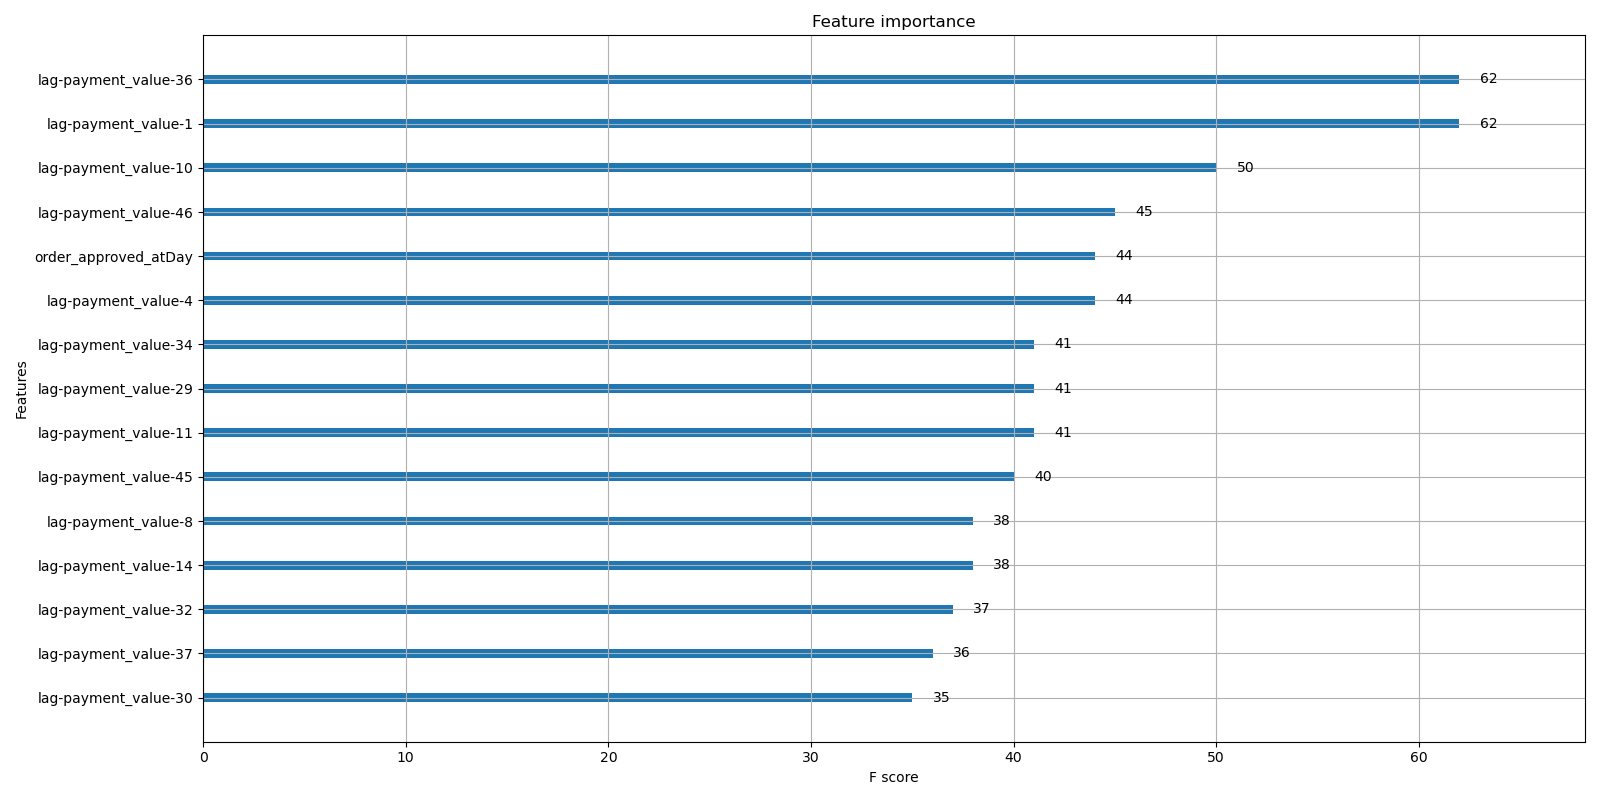 Feature importance
lag-payment_value-36 62
lag-payment_value-1 62
lag-payment_value-10 50
lag-payment_value-46 45
order_approved_atDay 44
lag-payment_value-4 44
lag-payment_value-34 41
lag-payment_value-29 41
lag-payment_value-11 41
lag-payment_value-45 40
lag-payment_value-8 38
lag-payment_value-14 38
lag-payment_value-32 37
lag-payment_value-37 36
lag-payment_value-30 35
Features
0 10 20 30 40 50 60
F score